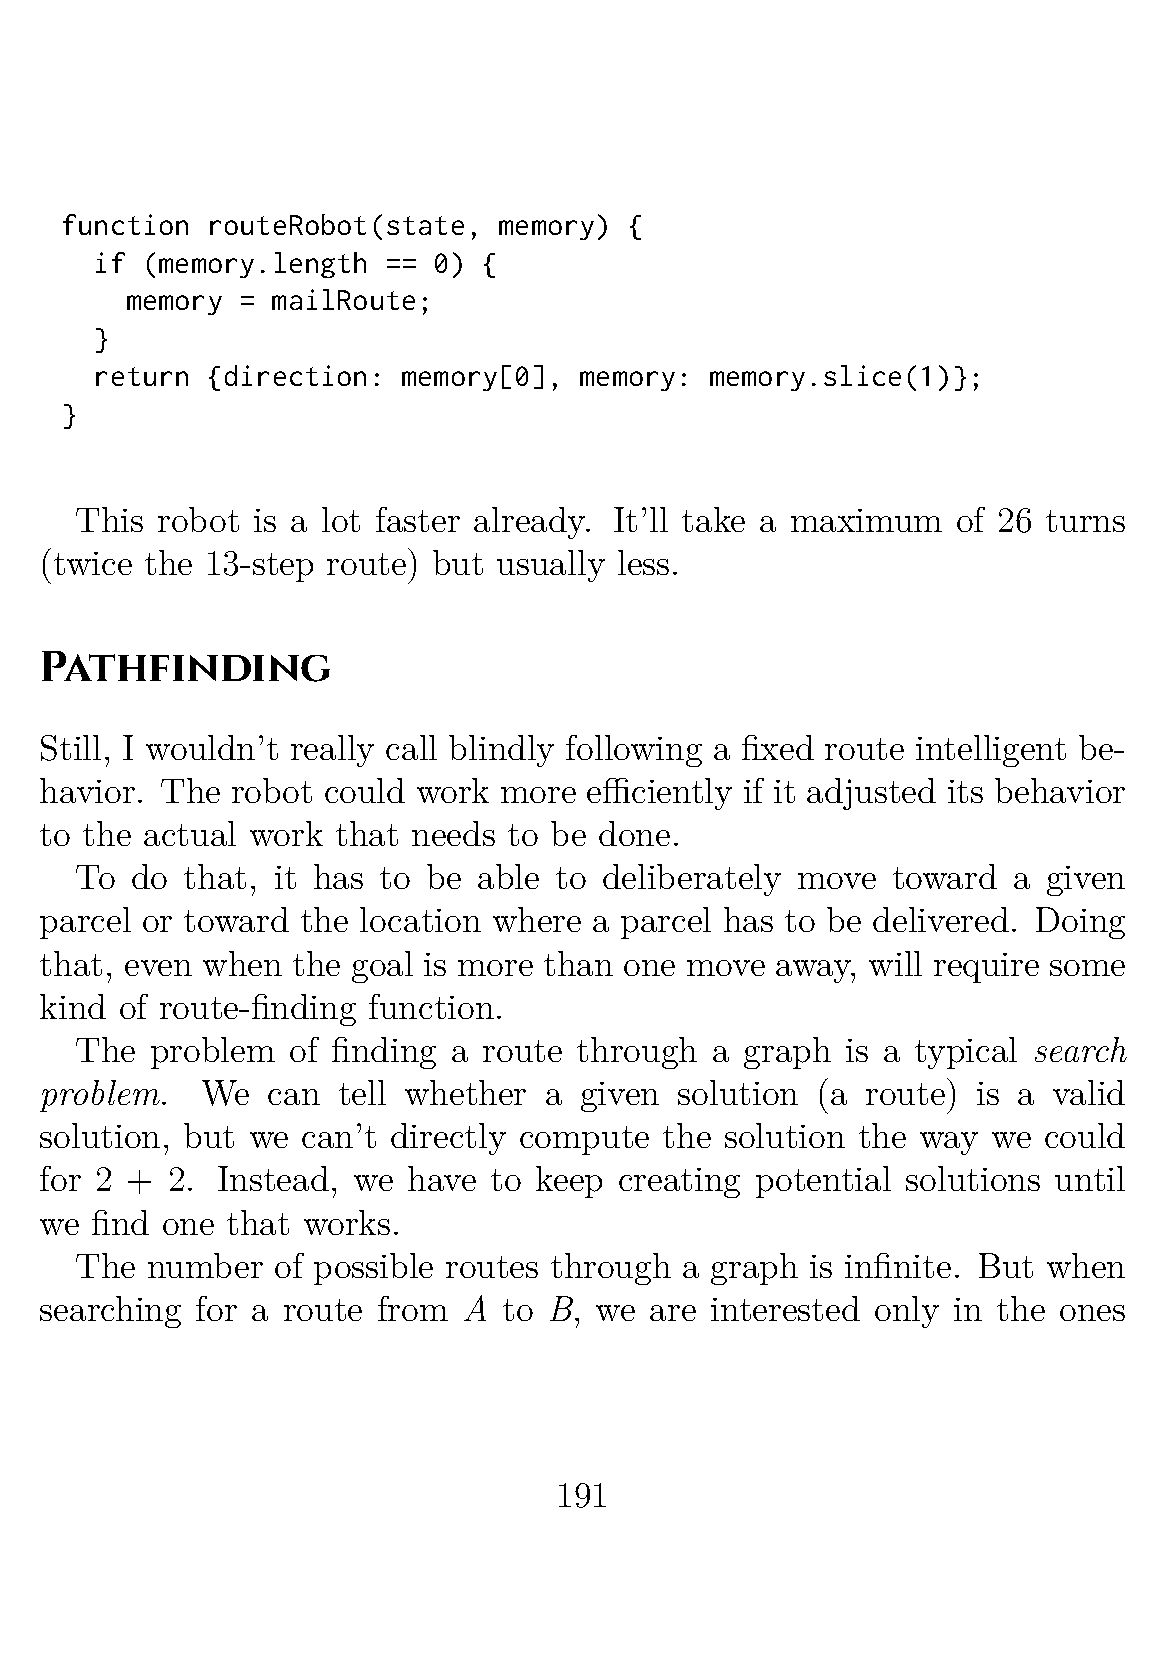 function routeRobot(state, memory) {
  if (memory.length == 0) {
    memory = mailRoute;
  }
  return {direction: memory[0], memory: memory.slice(1)};
}
This robot is a lot faster already. It'll take a maximum of 26 turns
(twice the 13-step route) but usually less.
Pathfinding
Still, I wouldn't really call blindly following a fixed route intelligent be-
havior. The robot could work more efficiently if it adjusted its behavior
to the actual work that needs to be done.
To do that, it has to be able to deliberately move toward a given
parcel or toward the location where a parcel has to be delivered. Doing
that, even when the goal is more than one move away, will require some
kind of route-finding function.
The problem of finding a route through a graph is a typical search
problem. We can tell whether a given solution (a route) is a valid
solution, but we can't directly compute the solution the way we could
for 2 + 2. Instead, we have to keep creating potential solutions until
we find one that works.
The number of possible routes through a graph is infinite. But when
searching for a route from A to B, we are interested only in the ones
191